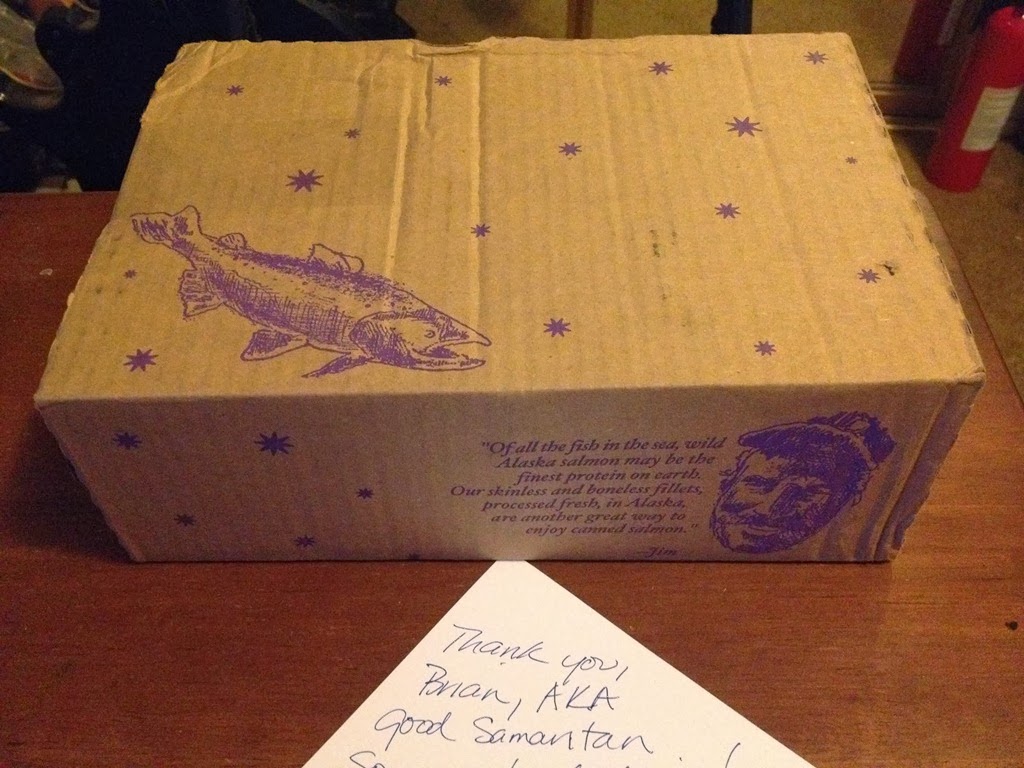 "Of all the fish in the sea, wild
Alaska salmon may be the
finest protein on earth.
Our skinless and boneless fillets,
processed fresh, in Alaska,
are another great way to
enjoy canned salmon."
—Jim
Thank you,
Brian, AKA
Good Samaritan